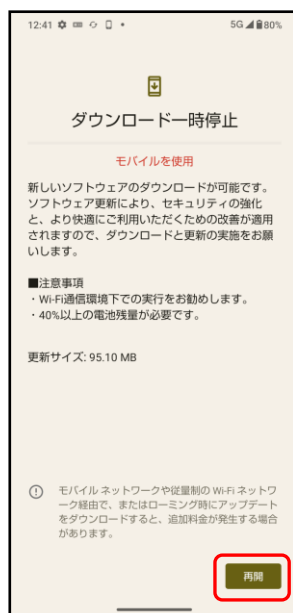 12:41 5G 80%
ダウンロード一時停止
モバイルを使用
新しいソフトウェアのダウンロードが可能です。
ソフトウェア更新により、セキュリティの強化
と、より快適にご利用いただくための改善が適用
されますので、ダウンロードと更新の実施をお願
いします。
■注意事項
・Wi-Fi通信環境下での実行をお勧めします。
・40%以上の電池残量が必要です。
更新サイズ: 95.10 MB
モバイル ネットワークや従量制の Wi-Fi ネットワ
ーク経由で、またはローミング時にアップデート
をダウンロードすると、追加料金が発生する場合
があります。
再開